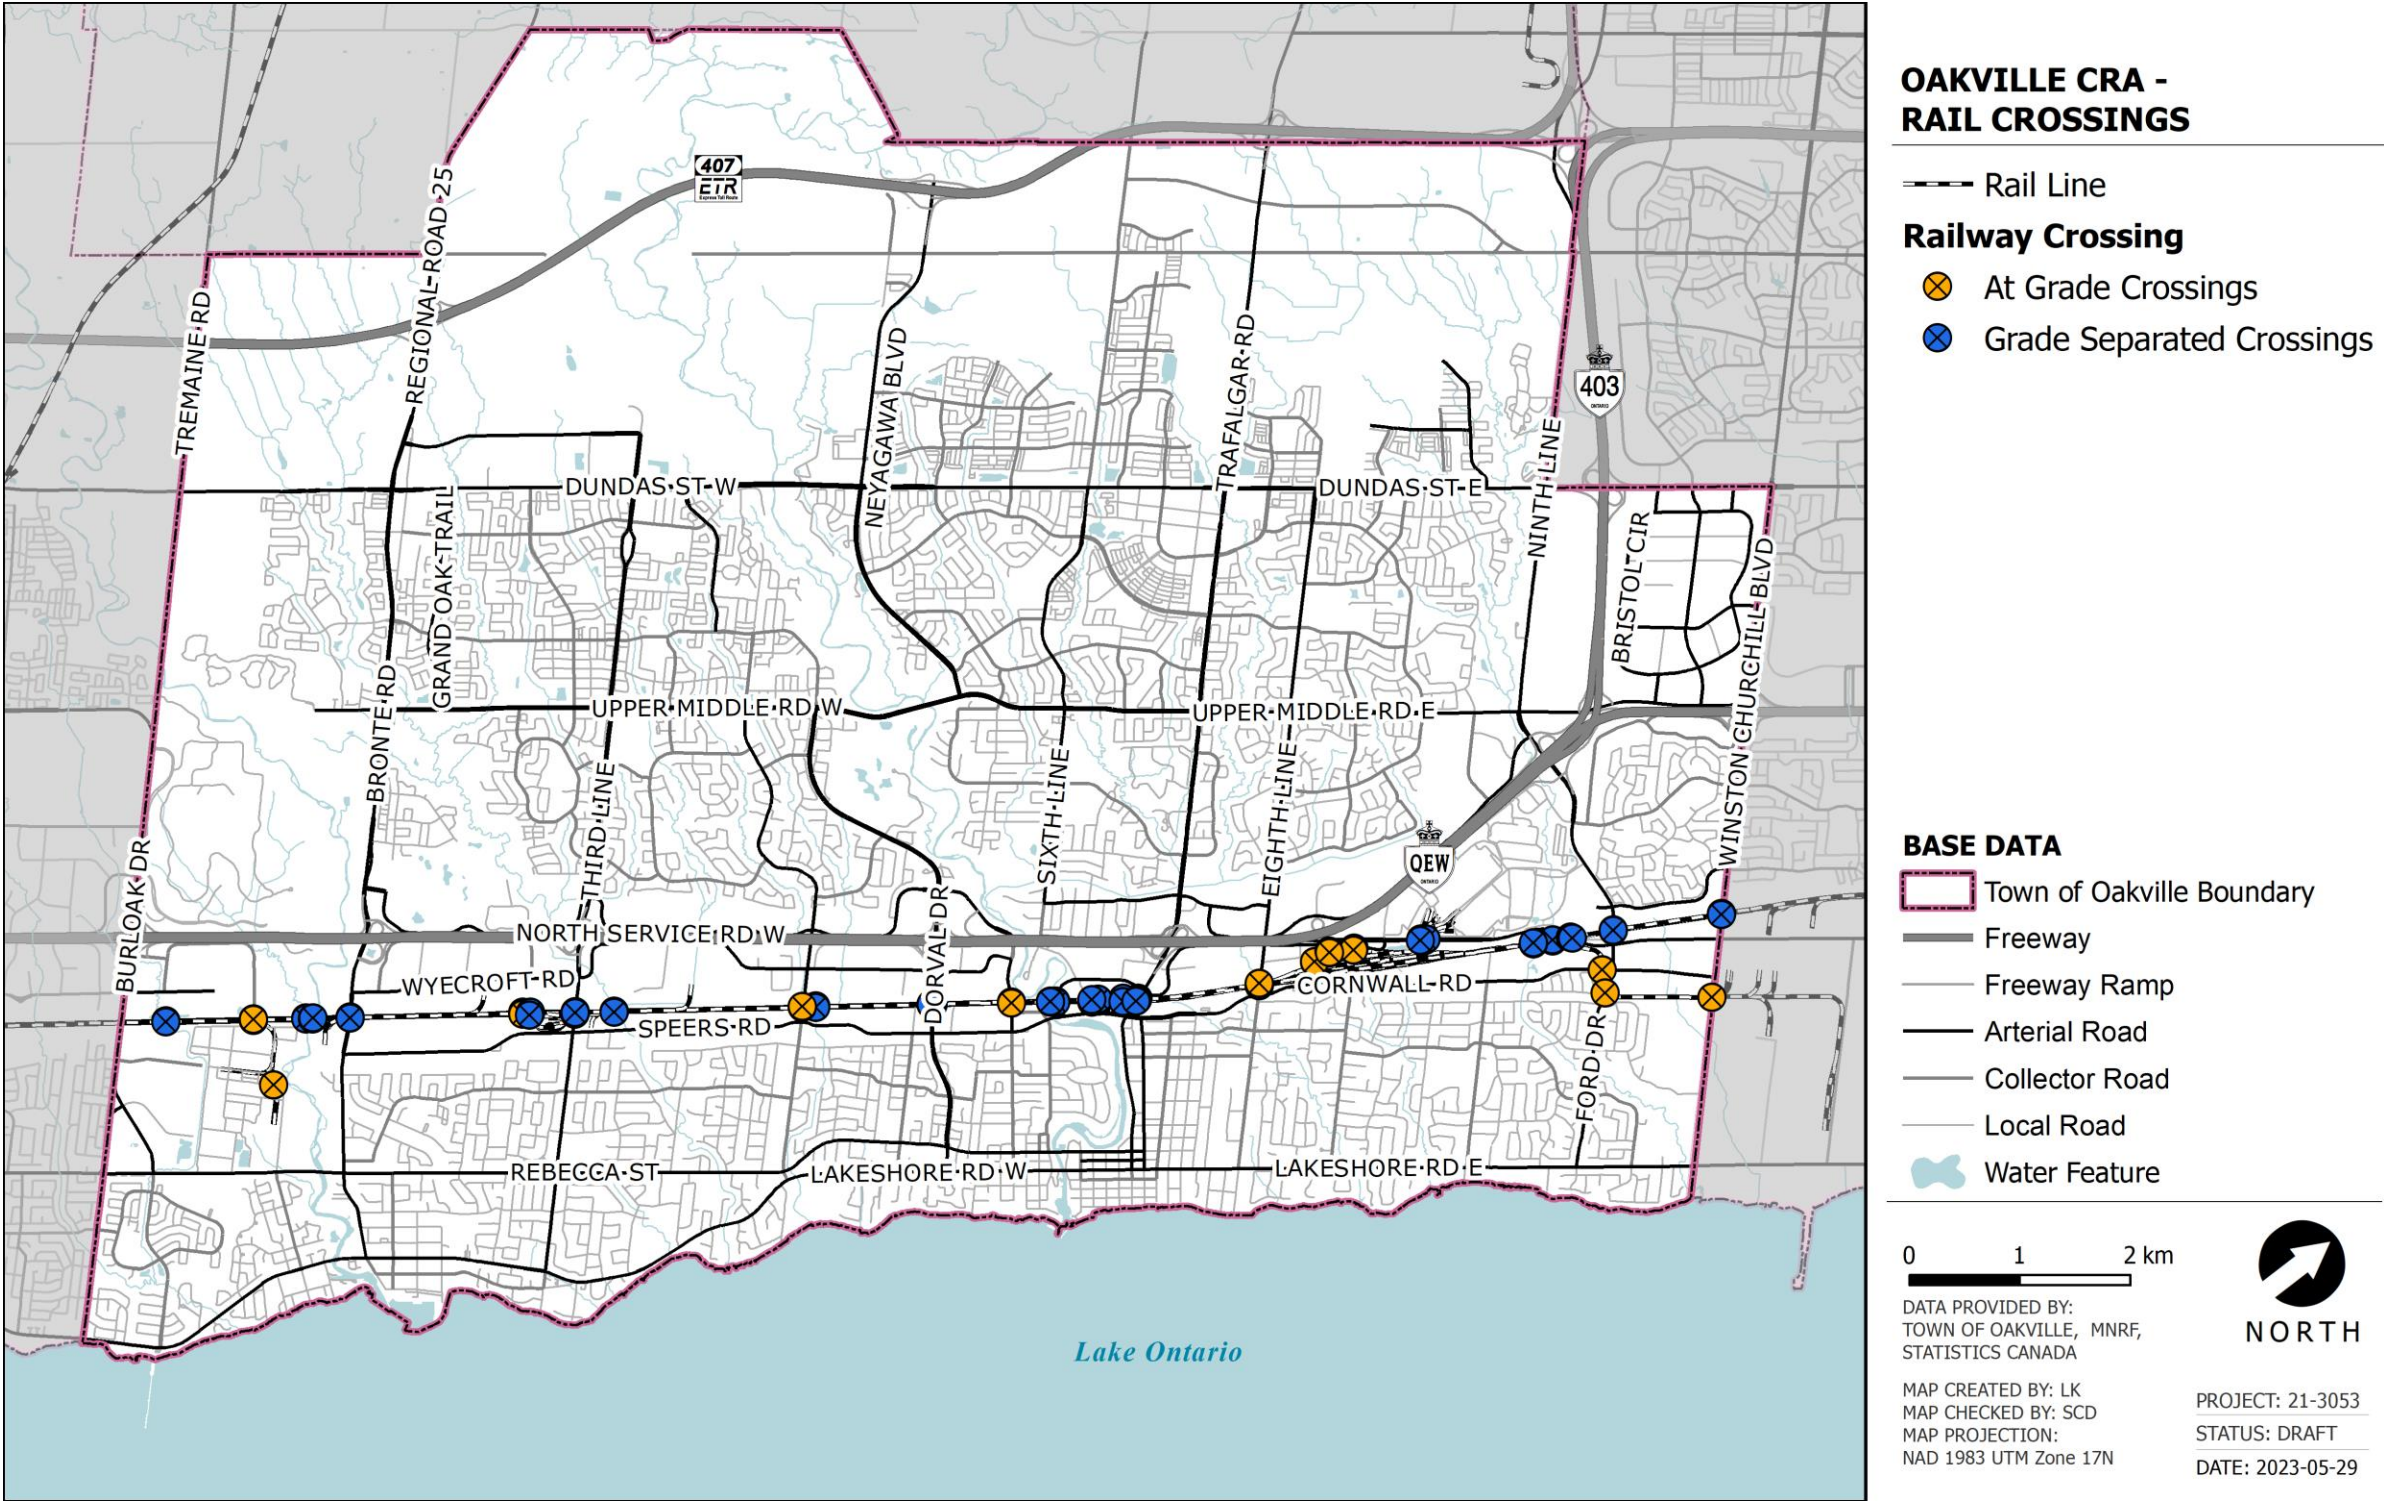 OAKVILLE CRA -
RAIL CROSSINGS
Rail Line
Railway Crossing
At Grade Crossings
Grade Separated Crossings
BASE DATA
Town of Oakville Boundary
Freeway
Freeway Ramp
Arterial Road
Collector Road
Local Road
Water Feature
0 1 2 km
DATA PROVIDED BY:
TOWN OF OAKVILLE, MNRF,
STATISTICS CANADA
MAP CREATED BY: LK
MAP CHECKED BY: SCD
MAP PROJECTION:
NAD 1983 UTM Zone 17N
NORTH
PROJECT: 21-3053
STATUS: DRAFT
DATE: 2023-05-29
407
ETR
Express Toll Route
REGIONAL ROAD 25
TREMAINE RD
NEYAGAWA BLVD
TRAFALGAR RD
403
ONTARIO
NINTH LINE
DUNDAS ST W
DUNDAS ST E
GRAND OAK TRAIL
BRISTOL CIR
WINSTON CHURCHILL BLVD
BRONTE RD
UPPER MIDDLE RD W
UPPER MIDDLE RD E
THIRD LINE
SIXTH LINE
EIGHTH LINE
QEW
ONTARIO
BURLOAK DR
NORTH SERVICE RD W
DORVAL DR
WYECROFT RD
CORNWALL RD
SPEERS RD
FORD DR
REBECCA ST
LAKESHORE RD W
LAKESHORE RD E
Lake Ontario